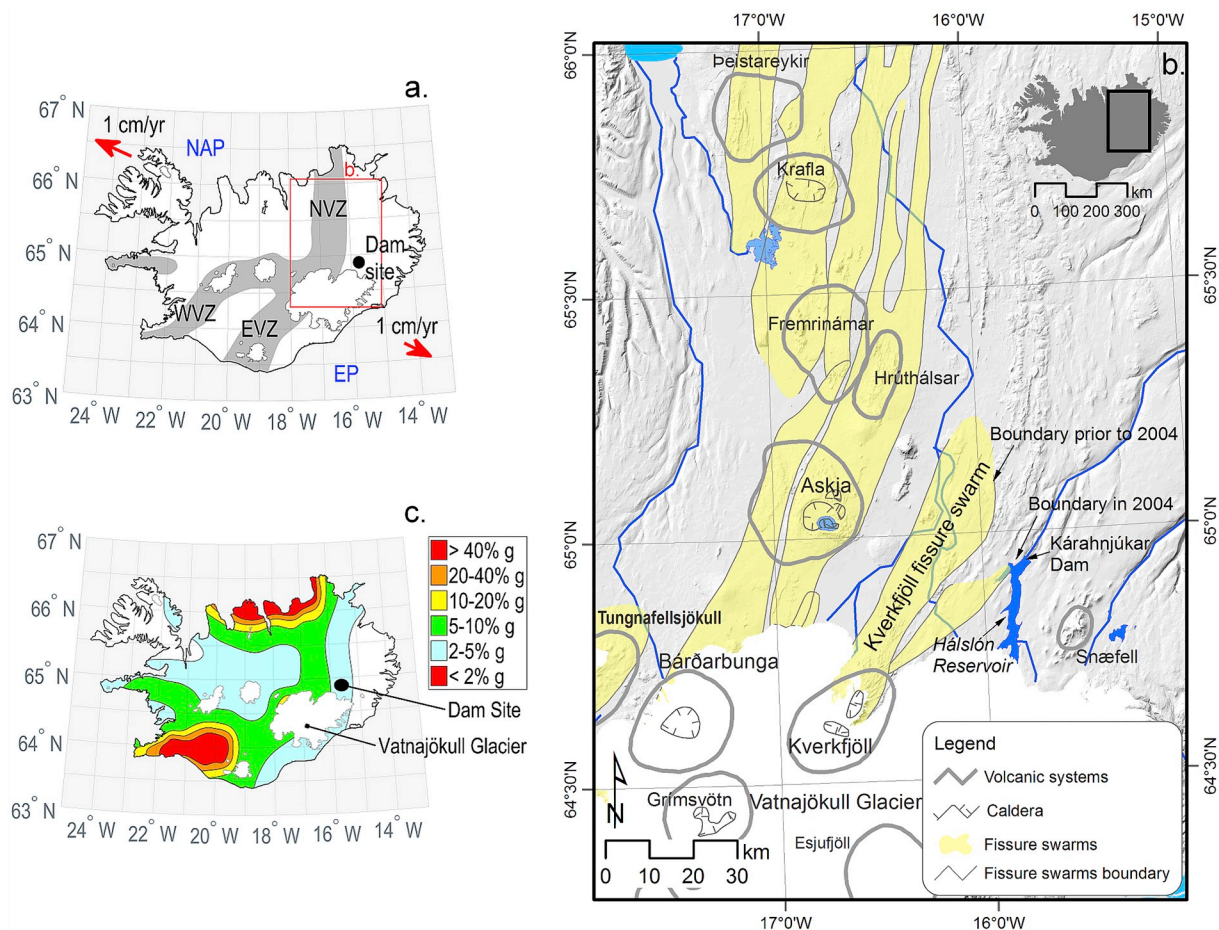 a.
67° N
66° N
65° N
64° N
63° N
1 cm/yr
NAP
b.
NVZ
Dam
site
WVZ
EVZ
1 cm/yr
EP
24° W 22° W 20° W 18° W 16° W 14° W
c.
67° N
66° N
65° N
64° N
63° N
> 40% g
20-40% g
10-20% g
5-10% g
2-5% g
< 2% g
Dam Site
Vatnajökull Glacier
24° W 22° W 20° W 18° W 16° W 14° W
17°0'W 16°0'W 15°0'W
66°0'N
65°30'N
65°0'N
64°30'N
b.
Þeistareykir
Krafla
0 100 200 300 km
65°30'N
Fremrinámar
Hrúthálsar
Boundary prior to 2004
Askja
Boundary in 2004
65°0'N
Kárahnjúkar
Dam
Kverkfjöll fissure swarm
Tungnafellsjökull
Hálslón
Reservoir
Snæfell
Bárðarbunga
Kverkfjöll
64°30'N
Grímsvötn
Vatnajökull Glacier
Esjufjöll
N
km
0 10 20 30
Legend
Volcanic systems
Caldera
Fissure swarms
Fissure swarms boundary
17°0'W 16°0'W